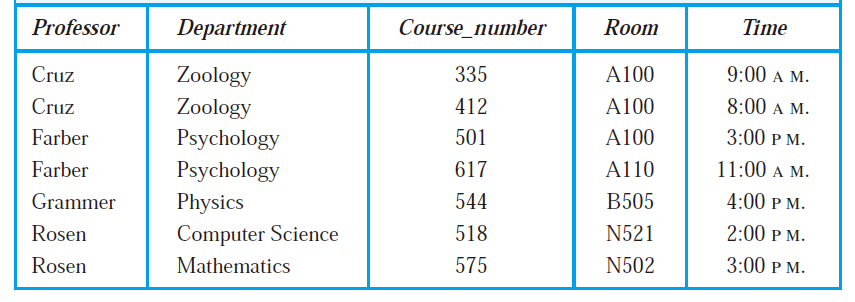 Professor Department Course_number Room Time
Cruz Zoology 335 A100 9:00 A M.
Cruz Zoology 412 A100 8:00 A M.
Farber Psychology 501 A100 3:00 P M.
Farber Psychology 617 A110 11:00 A M.
Grammer Physics 544 B505 4:00 P M.
Rosen Computer Science 518 N521 2:00 P M.
Rosen Mathematics 575 N502 3:00 P M.